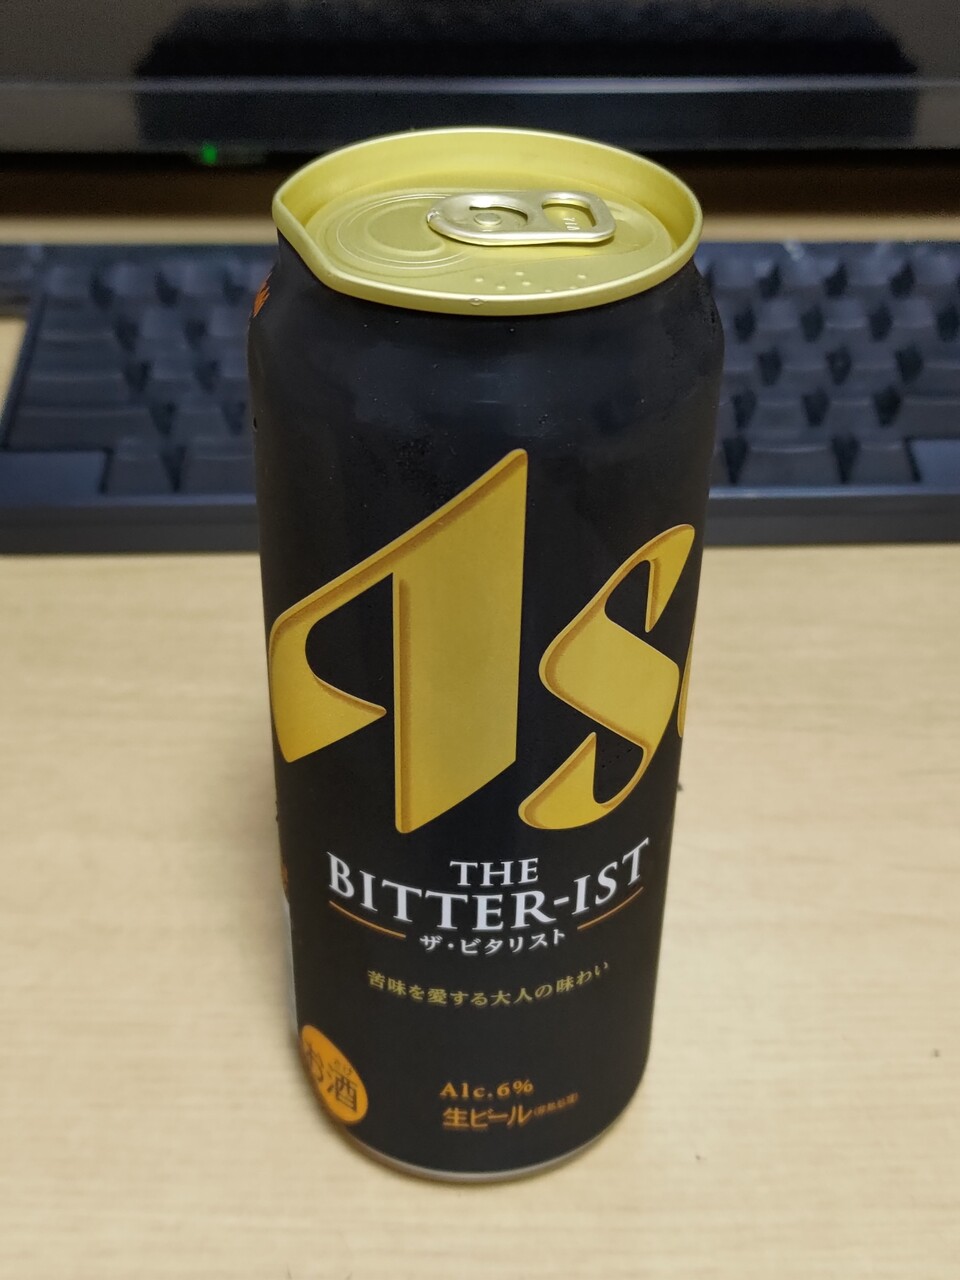 As
THE
BITTER-IST
ザ・ビタリスト
苦味を愛する大人の味わい
お酒
Alc.6%
生ビール